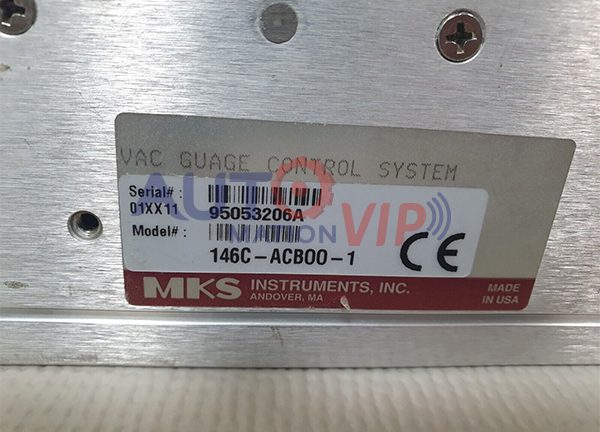 VAC GUAGE CONTROL SYSTEM
Serial# :
01XX11 95053206A
Model# :
146C-ACB00-1
CE
MKS INSTRUMENTS, INC.
ANDOVER, MA
MADE
IN USA
AUTOMATION VIP